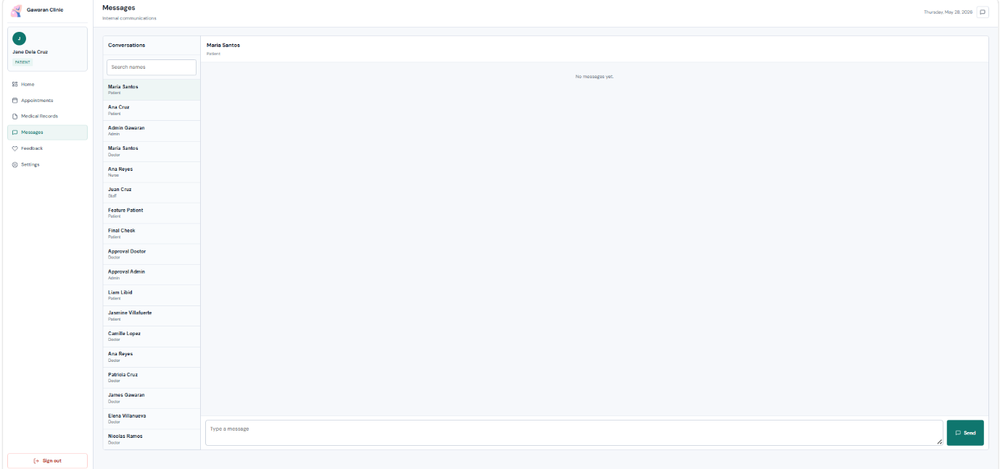 Gawaran Clinic
J
Jane Dela Cruz
PATIENT
Home
Appointments
Medical Records
Messages
Feedback
Settings
Sign out
Messages
Internal communications
Thursday, May 28, 2026
Conversations
Search names
Maria Santos
Patient
Ana Cruz
Patient
Admin Gawaran
Admin
Maria Santos
Doctor
Ana Reyes
Nurse
Juan Cruz
Staff
Feature Patient
Patient
Final Check
Patient
Approval Doctor
Doctor
Approval Admin
Admin
Liam Libid
Patient
Jasmine Villafuerte
Patient
Camille Lopez
Doctor
Ana Reyes
Doctor
Patricia Cruz
Doctor
James Gawaran
Doctor
Elena Villanueva
Doctor
Nicolas Ramos
Doctor
Maria Santos
Patient
No messages yet.
Type a message
Send